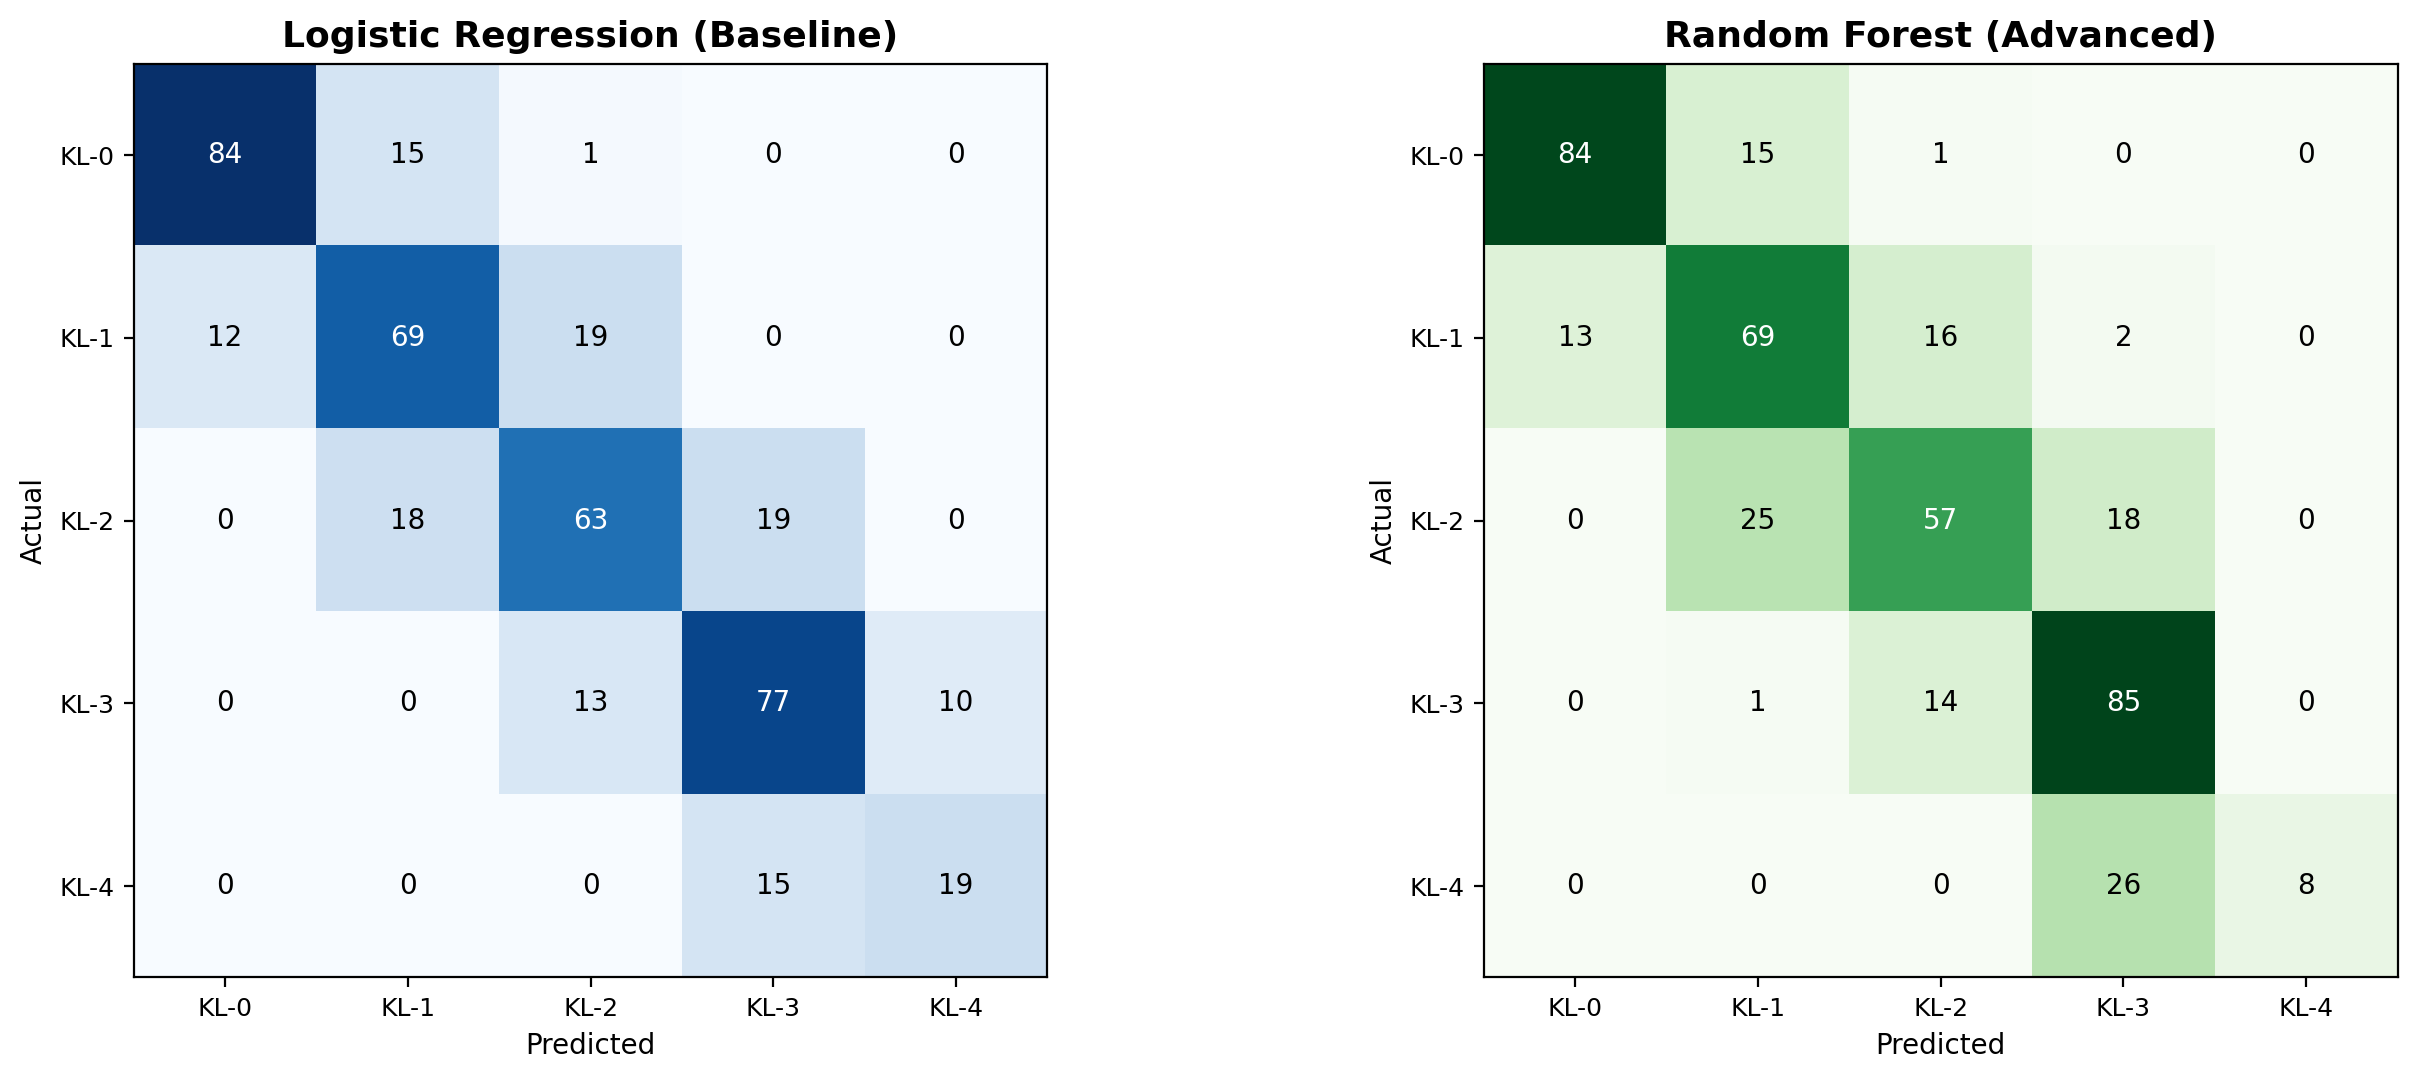 Logistic Regression (Baseline)
KL-0 84 15 1 0 0
KL-1 12 69 19 0 0
KL-2 0 18 63 19 0
KL-3 0 0 13 77 10
KL-4 0 0 0 15 19
KL-0 KL-1 KL-2 KL-3 KL-4
Predicted
Actual
Random Forest (Advanced)
KL-0 84 15 1 0 0
KL-1 13 69 16 2 0
KL-2 0 25 57 18 0
KL-3 0 1 14 85 0
KL-4 0 0 0 26 8
KL-0 KL-1 KL-2 KL-3 KL-4
Predicted
Actual